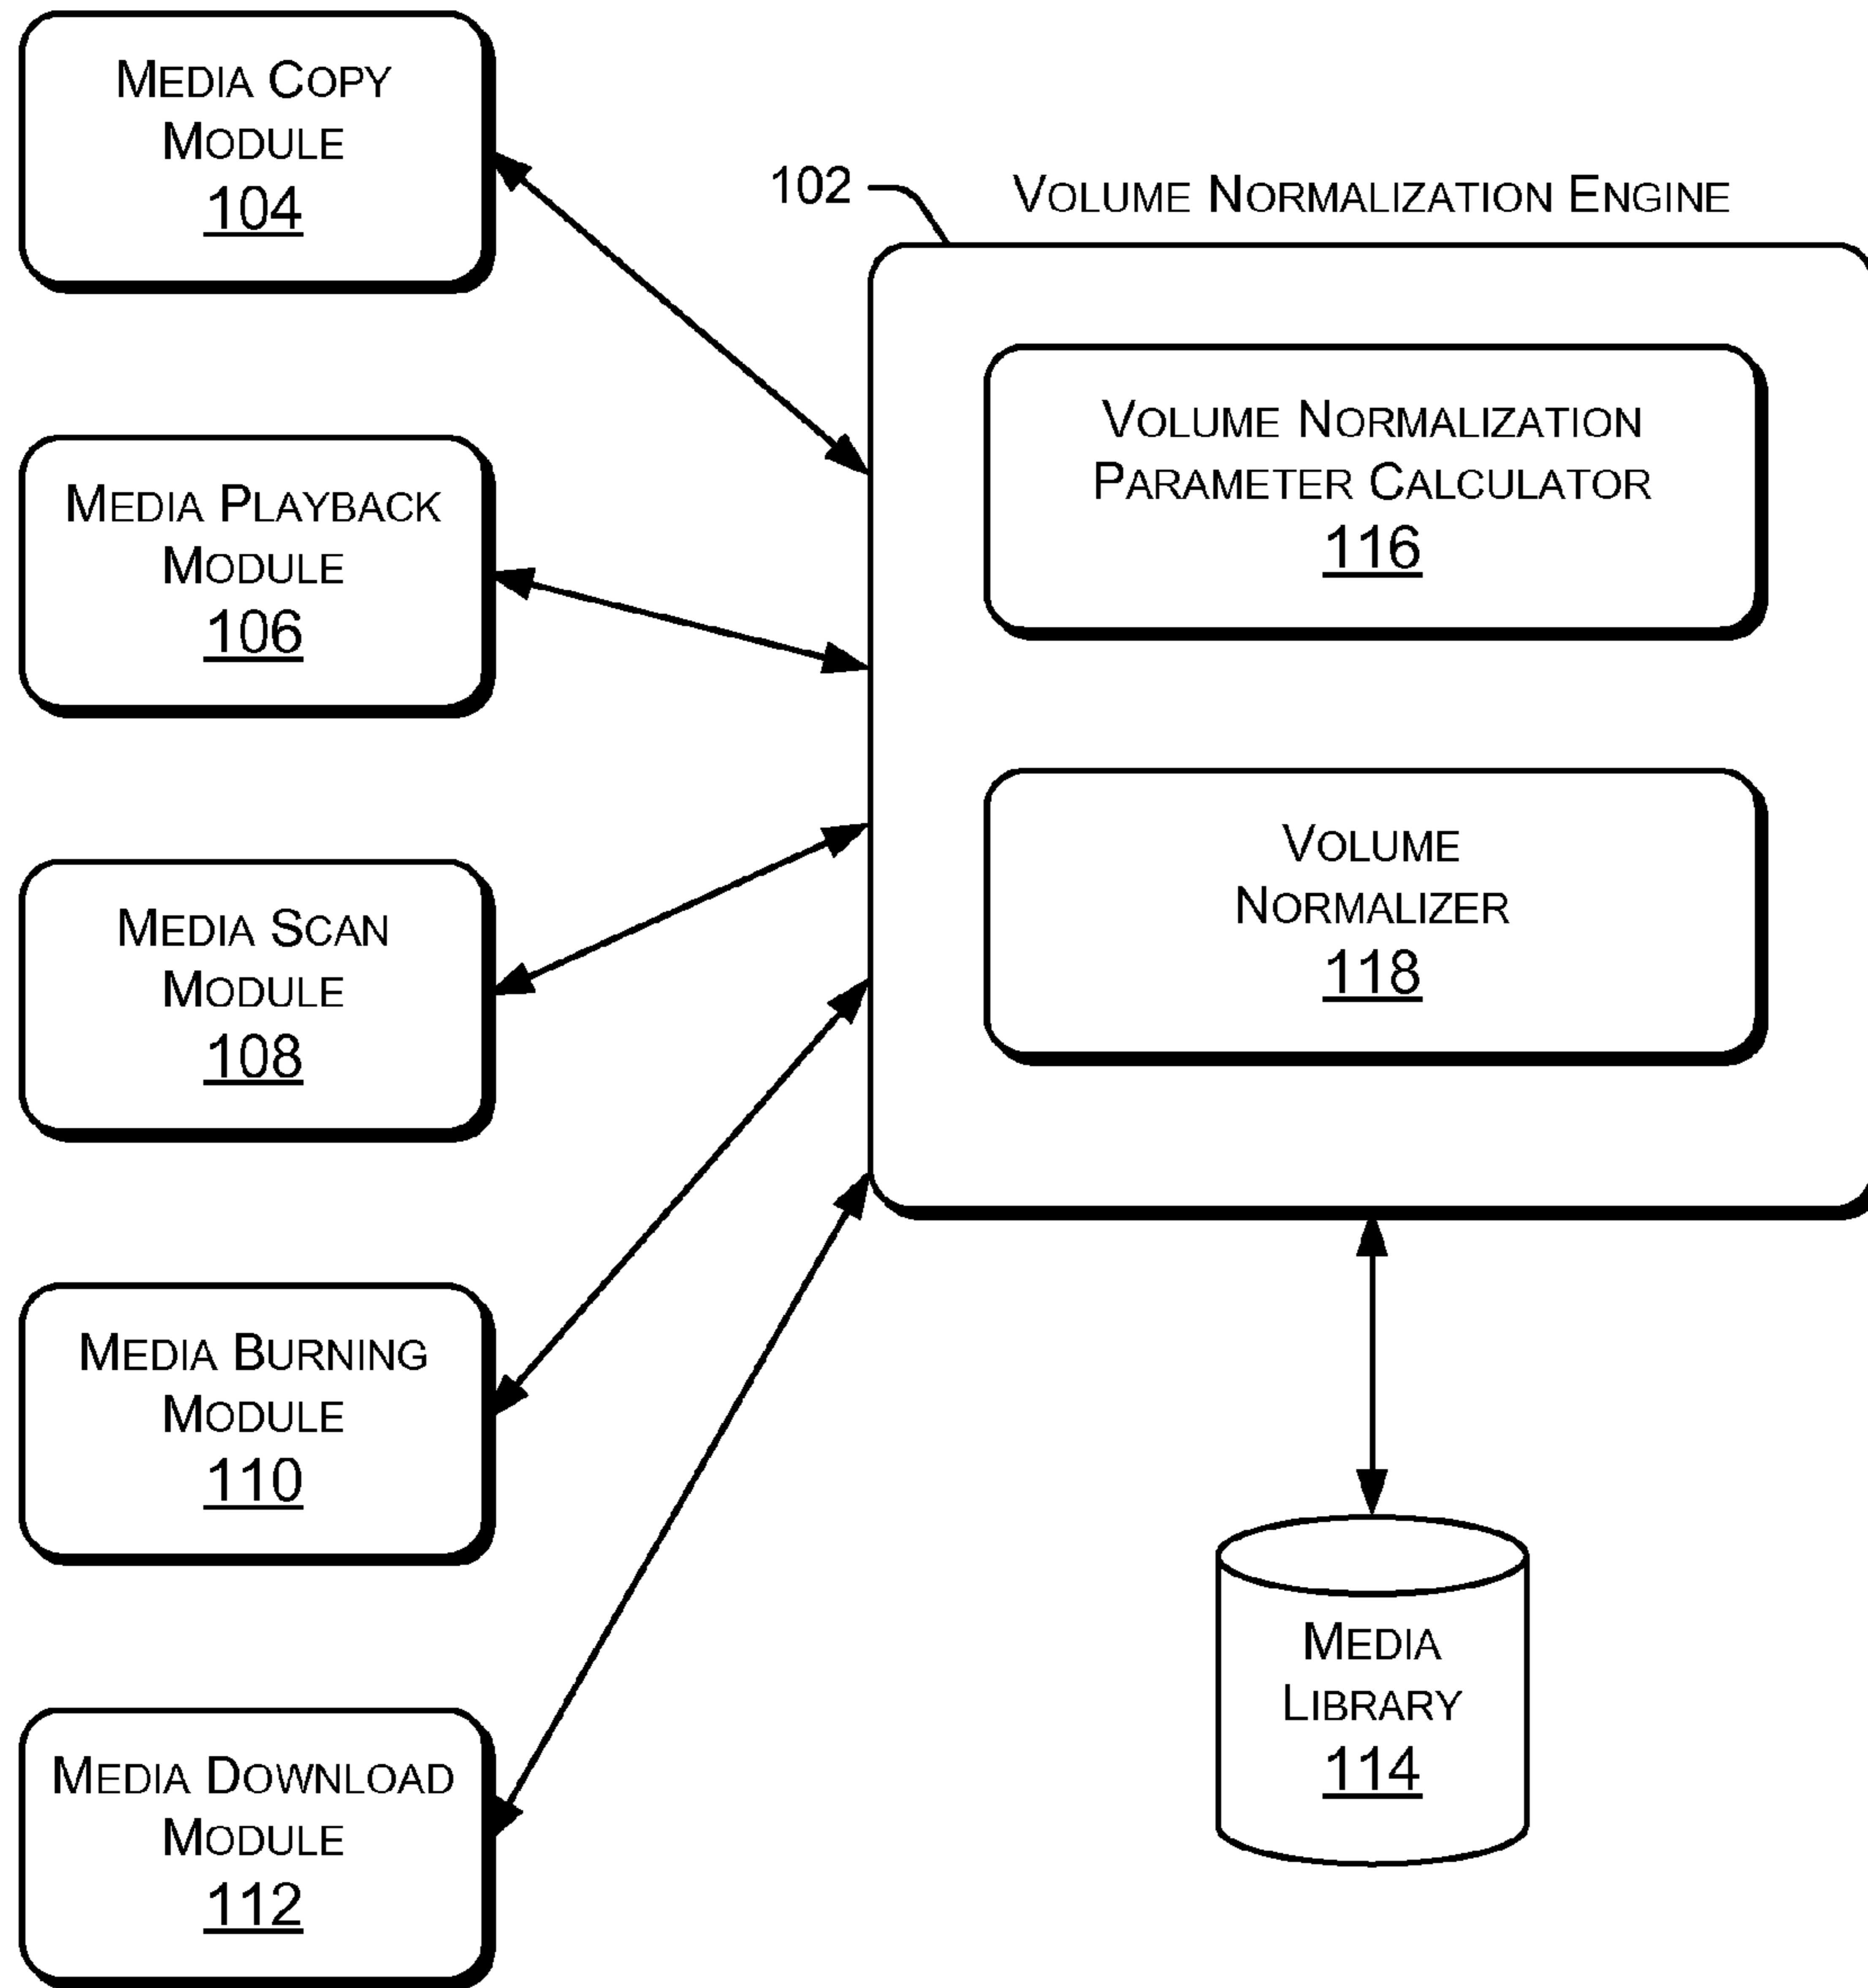 MEDIA COPY
MODULE
104
MEDIA PLAYBACK
MODULE
106
MEDIA SCAN
MODULE
108
MEDIA BURNING
MODULE
110
MEDIA DOWNLOAD
MODULE
112
102
VOLUME NORMALIZATION ENGINE
VOLUME NORMALIZATION
PARAMETER CALCULATOR
116
VOLUME
NORMALIZER
118
MEDIA
LIBRARY
114